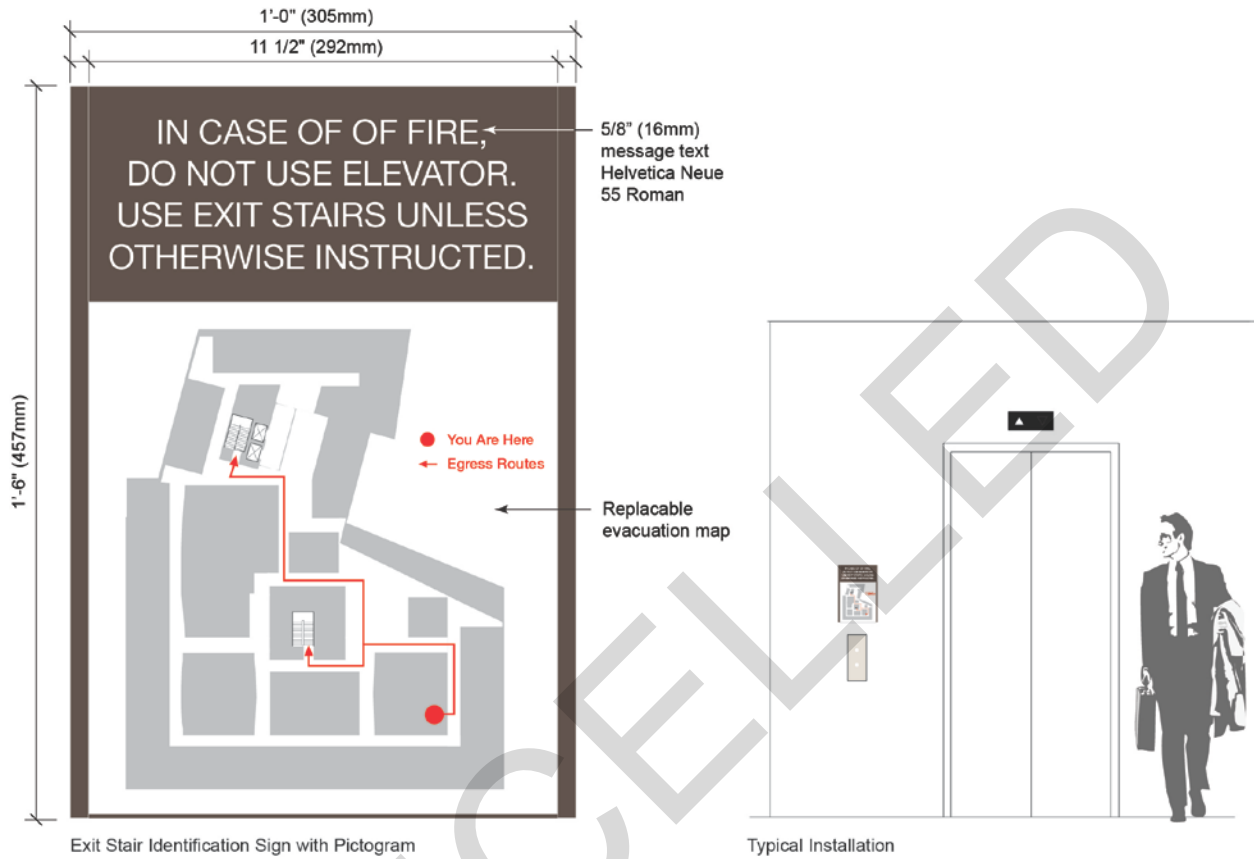 1'-0" (305mm)
11 1/2" (292mm)
1'-6" (457mm)
IN CASE OF OF FIRE,
DO NOT USE ELEVATOR.
USE EXIT STAIRS UNLESS
OTHERWISE INSTRUCTED.
5/8” (16mm)
message text
Helvetica Neue
55 Roman
You Are Here
Egress Routes
Replacable
evacuation map
Exit Stair Identification Sign with Pictogram
Typical Installation
CELLED